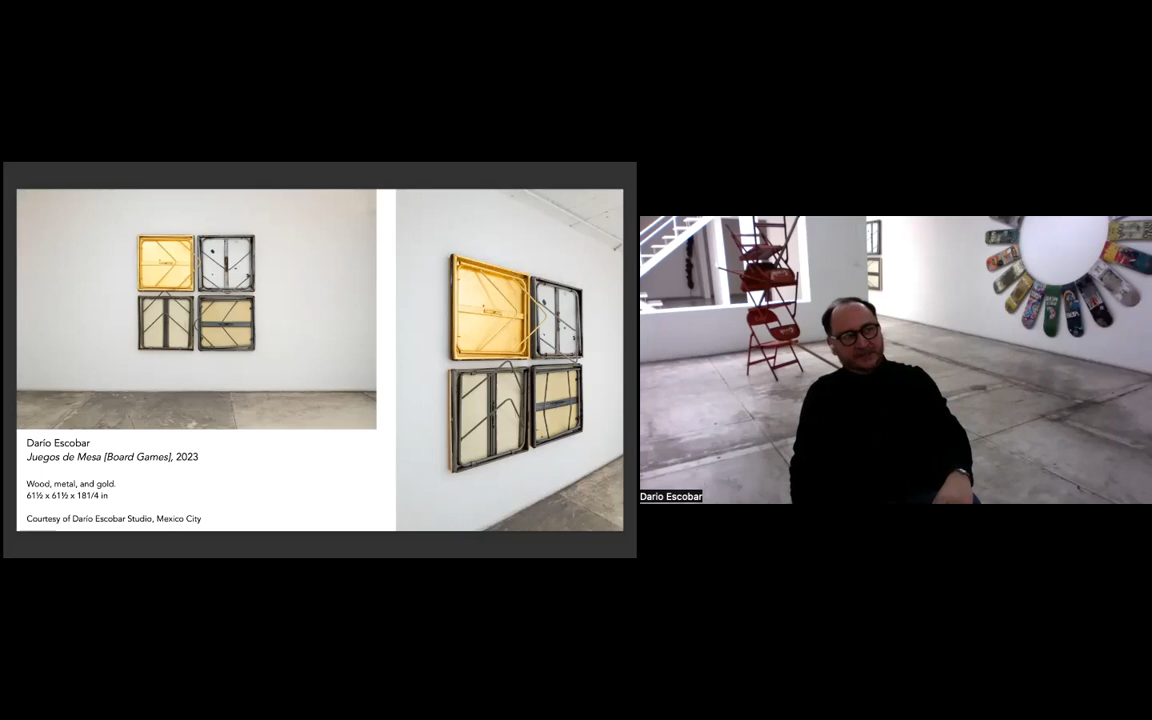 Darío Escobar
Juegos de Mesa [Board Games], 2023
Wood, metal, and gold.
61½ x 61½ x 181/4 in
Courtesy of Darío Escobar Studio, Mexico City
Dario Escobar